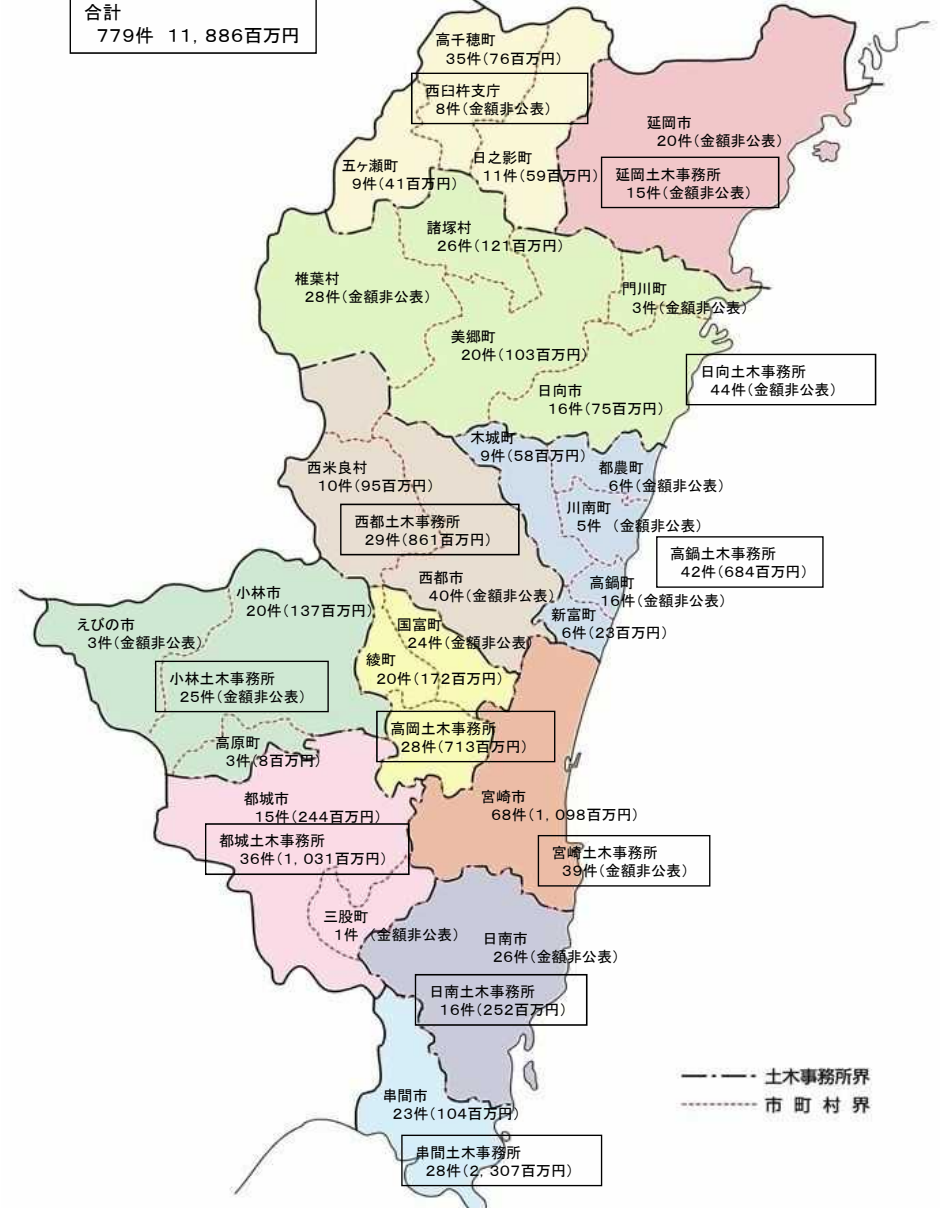 合計
779件 11,886百万円
高千穂町
35件(76百万円)
西臼杵支庁
8件(金額非公表)
延岡市
20件(金額非公表)
五ヶ瀬町
9件(41百万円)
日之影町
11件(59百万円)
延岡土木事務所
15件(金額非公表)
諸塚村
26件(121百万円)
椎葉村
28件(金額非公表)
門川町
3件(金額非公表)
美郷町
20件(103百万円)
日向土木事務所
44件(金額非公表)
日向市
16件(75百万円)
木城町
9件(58百万円)
都農町
6件(金額非公表)
西米良村
10件(95百万円)
川南町
5件 (金額非公表)
西都土木事務所
29件(861百万円)
高鍋土木事務所
42件(684百万円)
西都市
40件(金額非公表)
高鍋町
16件(金額非公表)
小林市
20件(137百万円)
新富町
6件(23百万円)
えびの市
3件(金額非公表)
国富町
24件(金額非公表)
綾町
20件(172百万円)
小林土木事務所
25件(金額非公表)
高岡土木事務所
28件(713百万円)
高原町
3件(8百万円)
都城市
15件(244百万円)
宮崎市
68件(1,098百万円)
都城土木事務所
36件(1,031百万円)
宮崎土木事務所
39件(金額非公表)
三股町
1件 (金額非公表)
日南市
26件(金額非公表)
日南土木事務所
16件(252百万円)
土木事務所界
市町村界
串間市
23件(104百万円)
串間土木事務所
28件(2,307百万円)